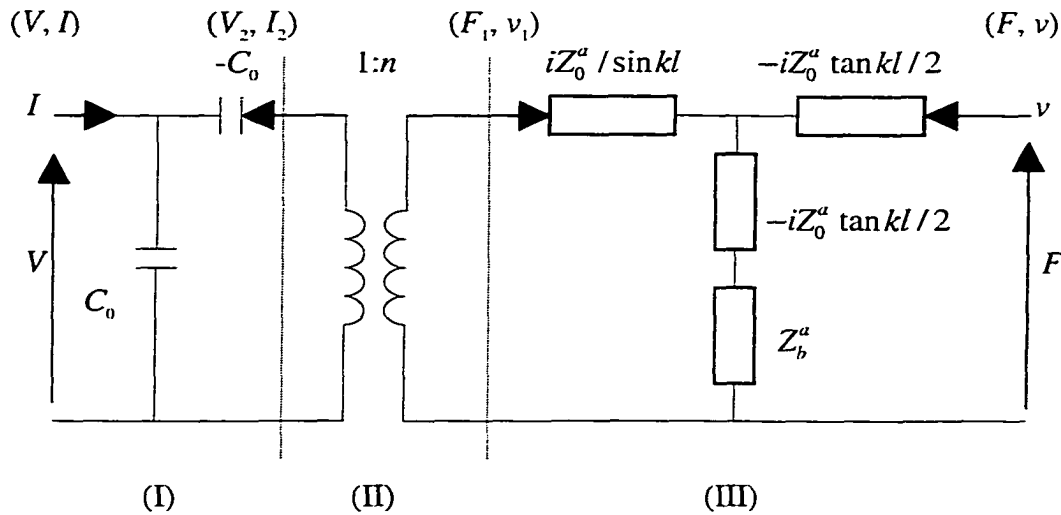 (V, I)
(V₂, I₂)
(F₁, v₁)
(F, v)
-C₀
1:n
iZ₀ᵃ / sin kl
−iZ₀ᵃ tan kl / 2
I
v
−iZ₀ᵃ tan kl / 2
V
F
C₀
Z_bᵃ
(I)
(II)
(III)